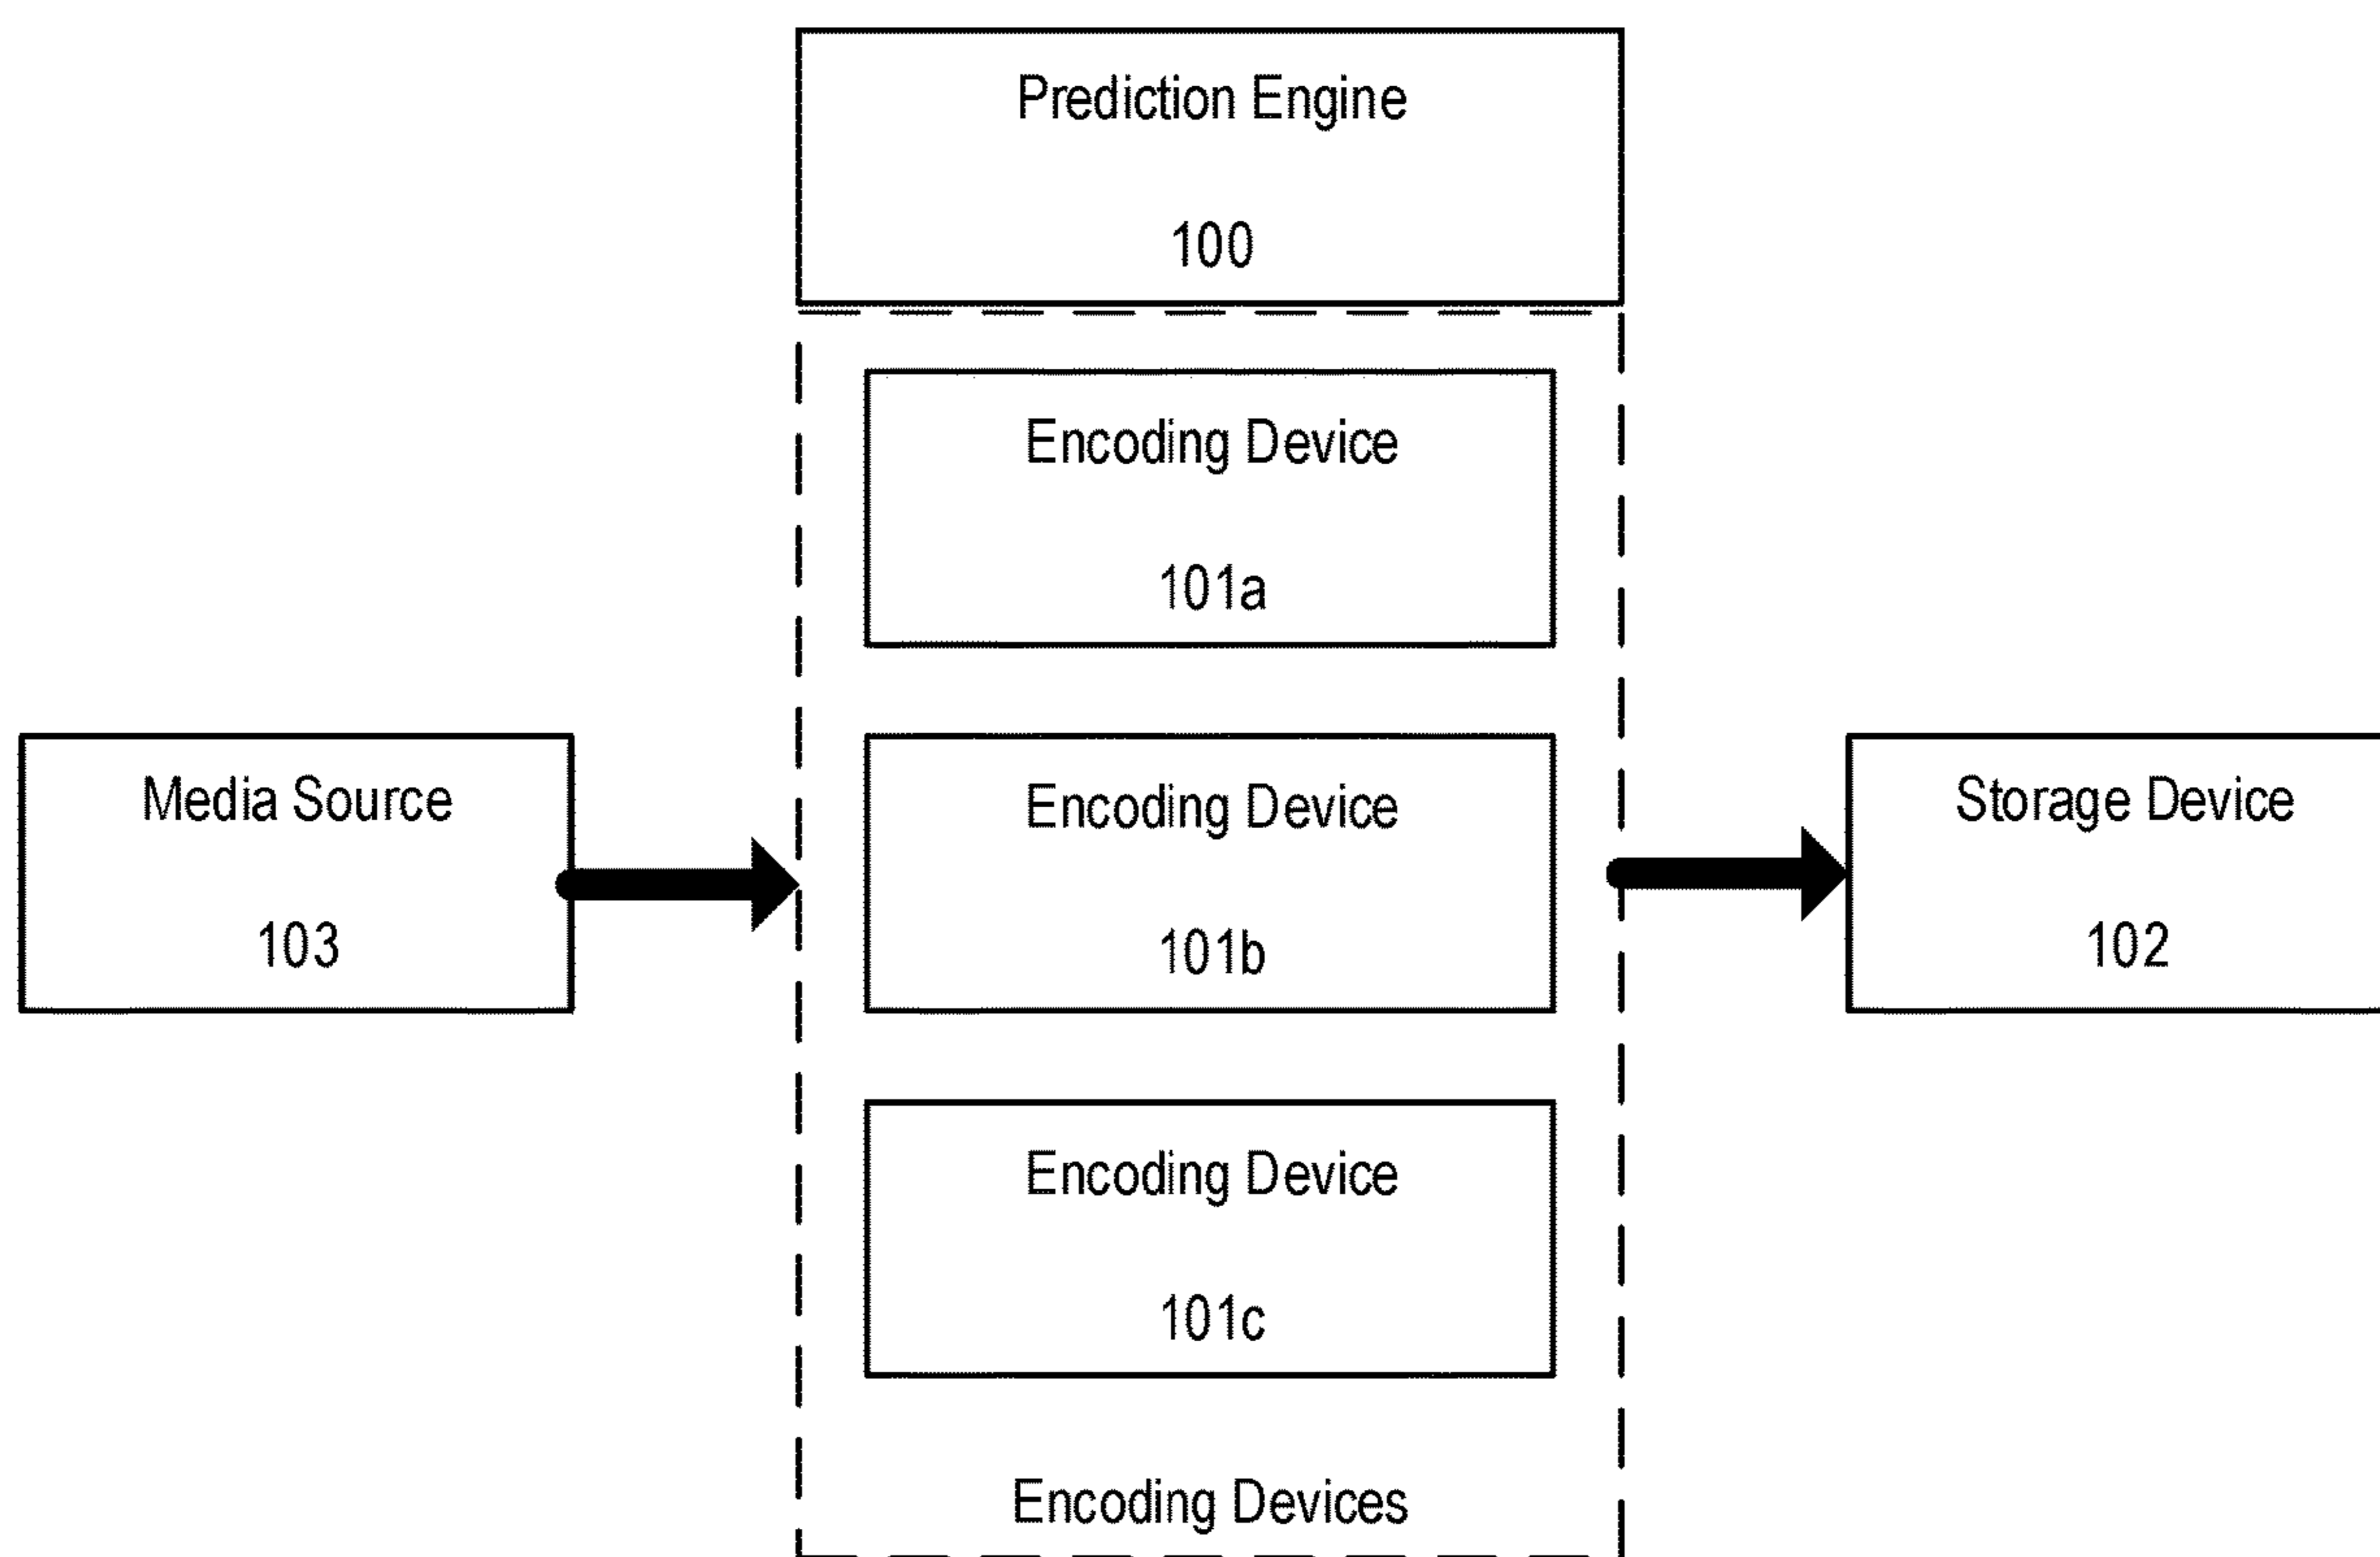 Prediction Engine
100
Encoding Device
101a
Media Source
103
Encoding Device
101b
Storage Device
102
Encoding Device
101c
Encoding Devices